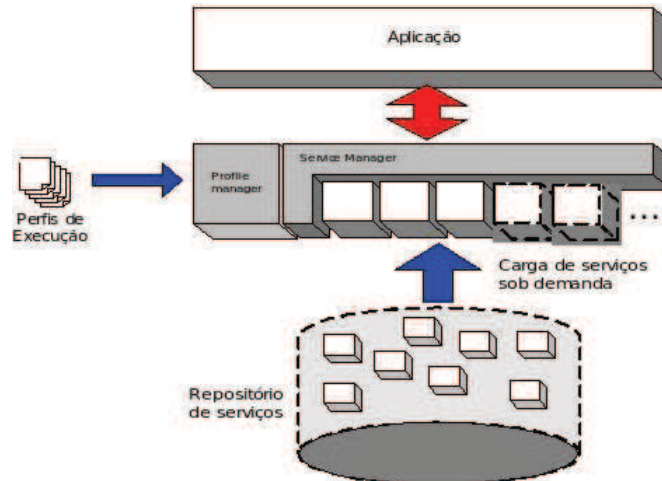 Aplicação
Service Manager
Profile
manager
Perfis de
Execução
...
Carga de serviços
sob demanda
Repositório
de serviços